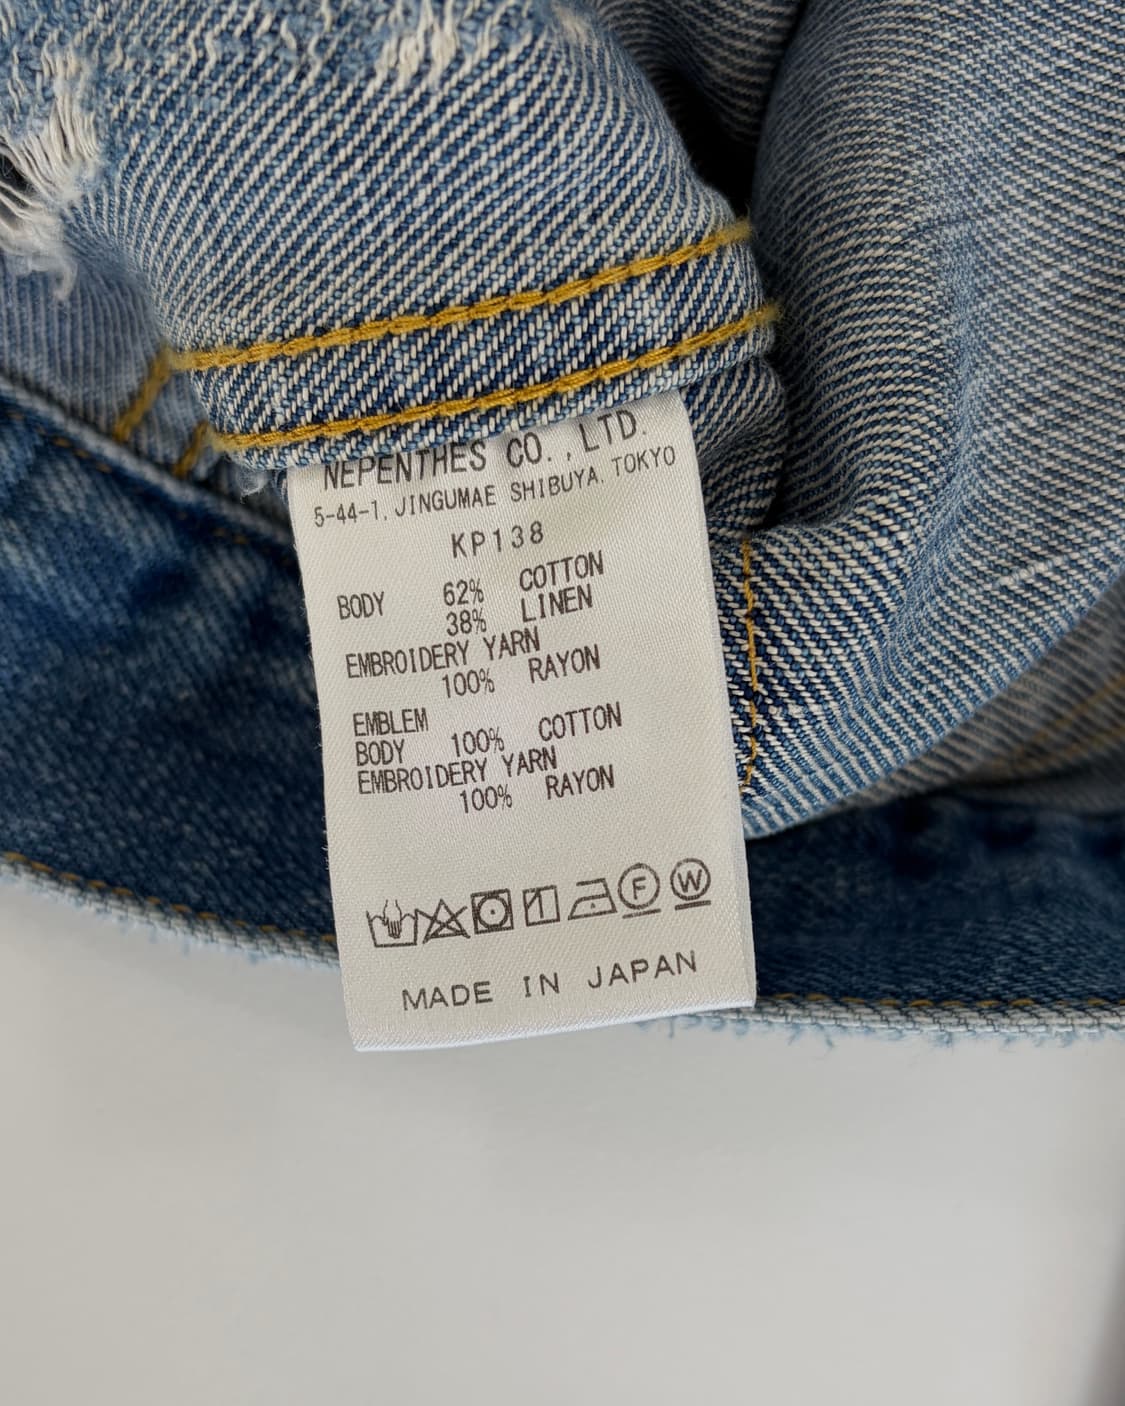 NEPENTHES CO., LTD.
5-44-1, JINGUMAE SHIBUYA, TOKYO
KP138
BODY 62% COTTON
38% LINEN
EMBROIDERY YARN
100% RAYON
EMBLEM
BODY 100% COTTON
EMBROIDERY YARN
100% RAYON
F W
MADE IN JAPAN